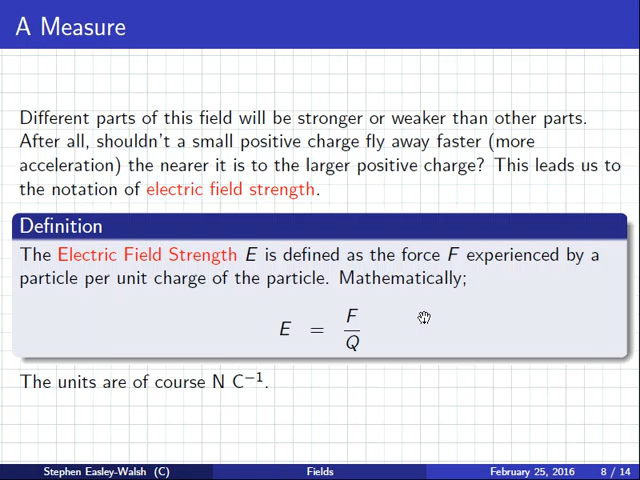 A Measure
Different parts of this field will be stronger or weaker than other parts.
After all, shouldn't a small positive charge fly away faster (more
acceleration) the nearer it is to the larger positive charge? This leads us to
the notation of electric field strength.
Definition
The Electric Field Strength E is defined as the force F experienced by a
particle per unit charge of the particle. Mathematically;
E = F/Q
The units are of course N C⁻¹.
Stephen Easley-Walsh (C) Fields February 25, 2016 8 / 14